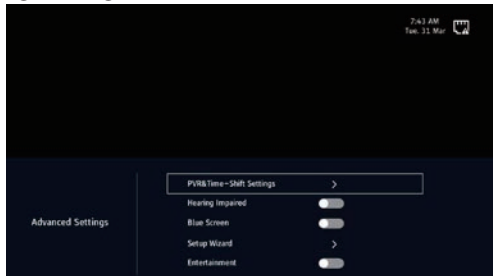 7:43 AM
Tue. 31 Mar
PVR&Time-Shift Settings
Hearing Impaired
Advanced Settings
Blue Screen
Setup Wizard
Entertainment